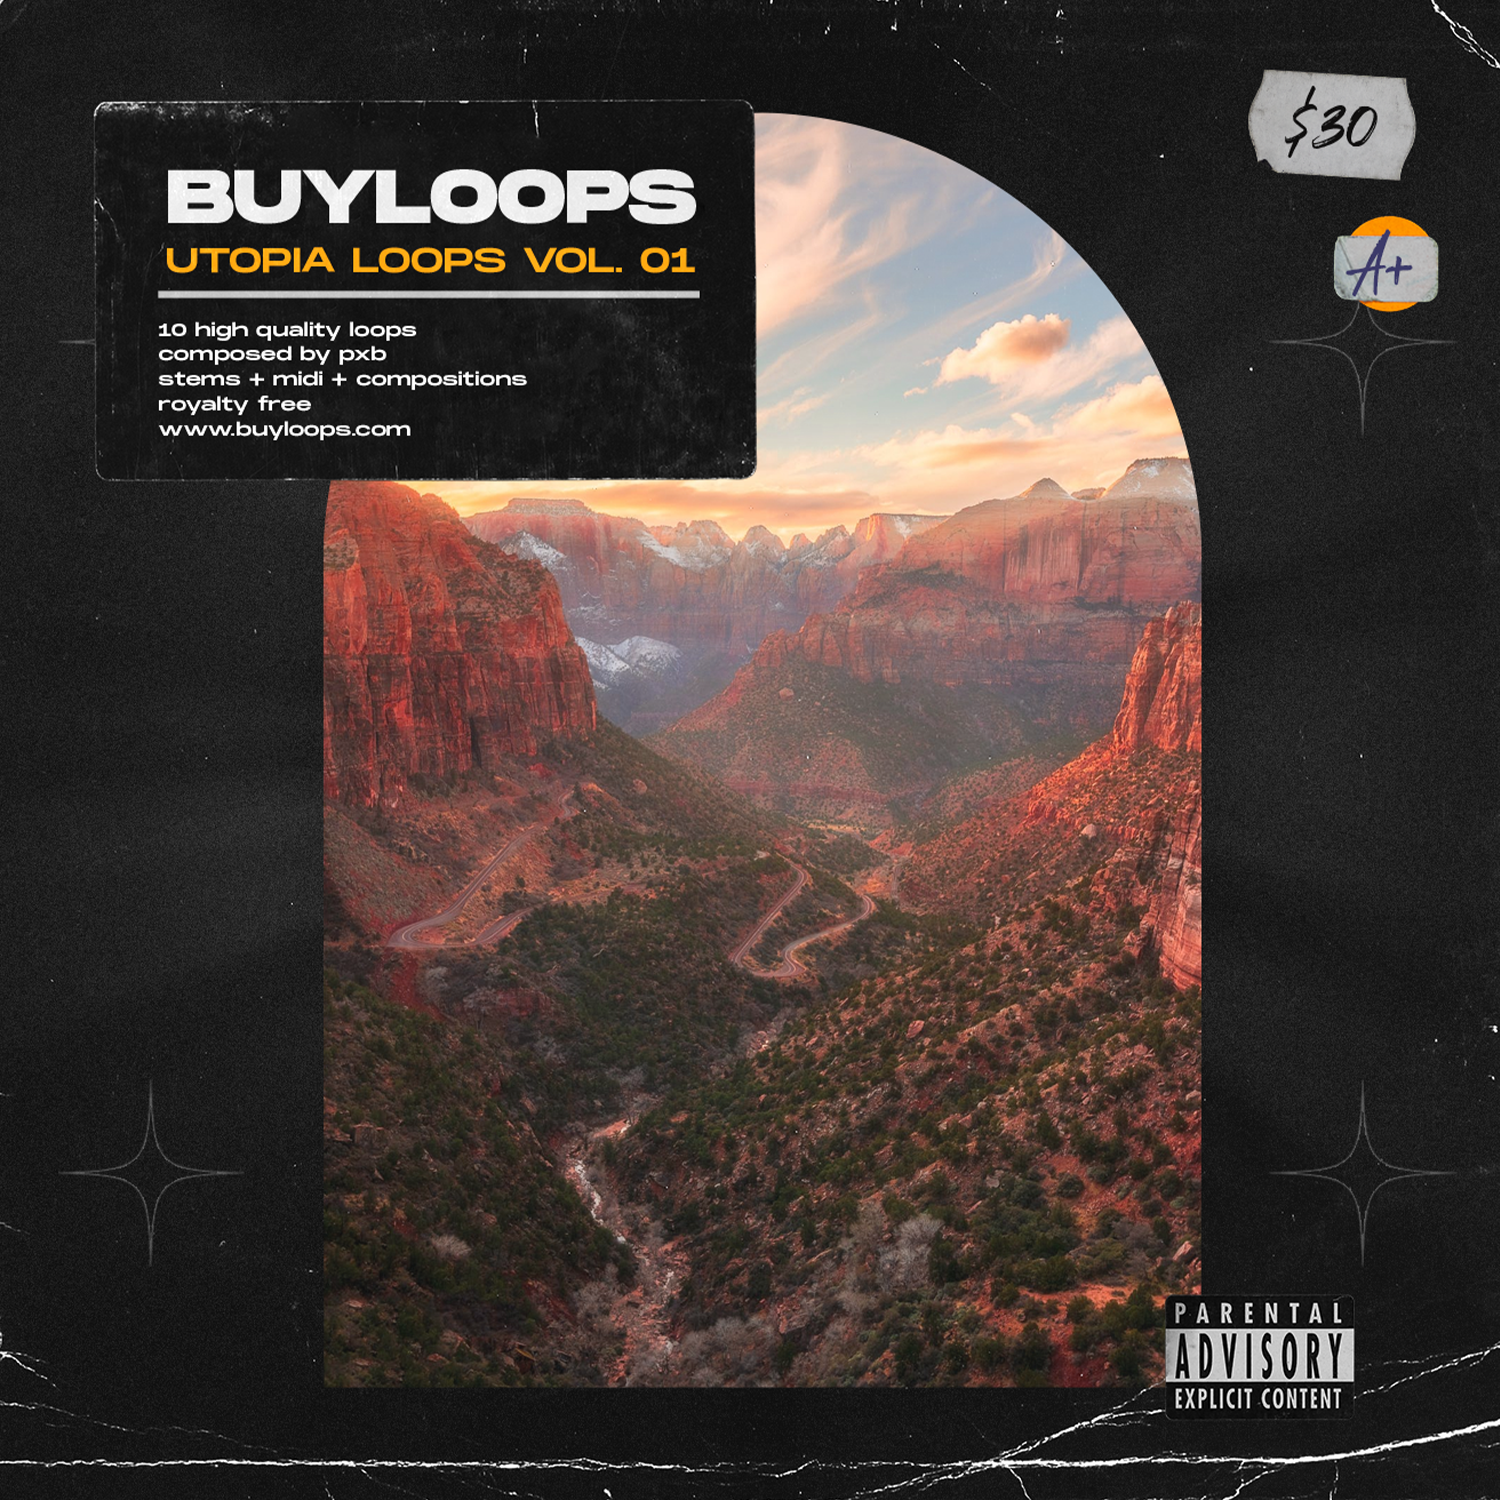 BUYLOOPS
UTOPIA LOOPS VOL. 01
10 high quality loops
composed by pxb
stems + midi + compositions
royalty free
www.buyloops.com
$30
A+
PARENTAL
ADVISORY
EXPLICIT CONTENT